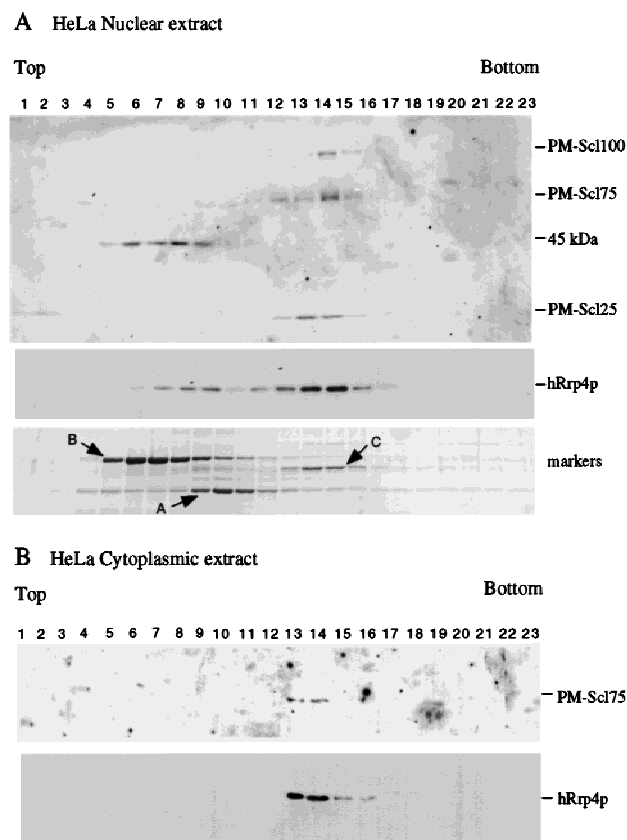 A HeLa Nuclear extract
Top Bottom
1 2 3 4 5 6 7 8 9 10 11 12 13 14 15 16 17 18 19 20 21 22 23
PM-Scl100
PM-Scl75
45 kDa
PM-Scl25
hRrp4p
B C
markers
A
B HeLa Cytoplasmic extract
Top Bottom
1 2 3 4 5 6 7 8 9 10 11 12 13 14 15 16 17 18 19 20 21 22 23
PM-Scl75
hRrp4p